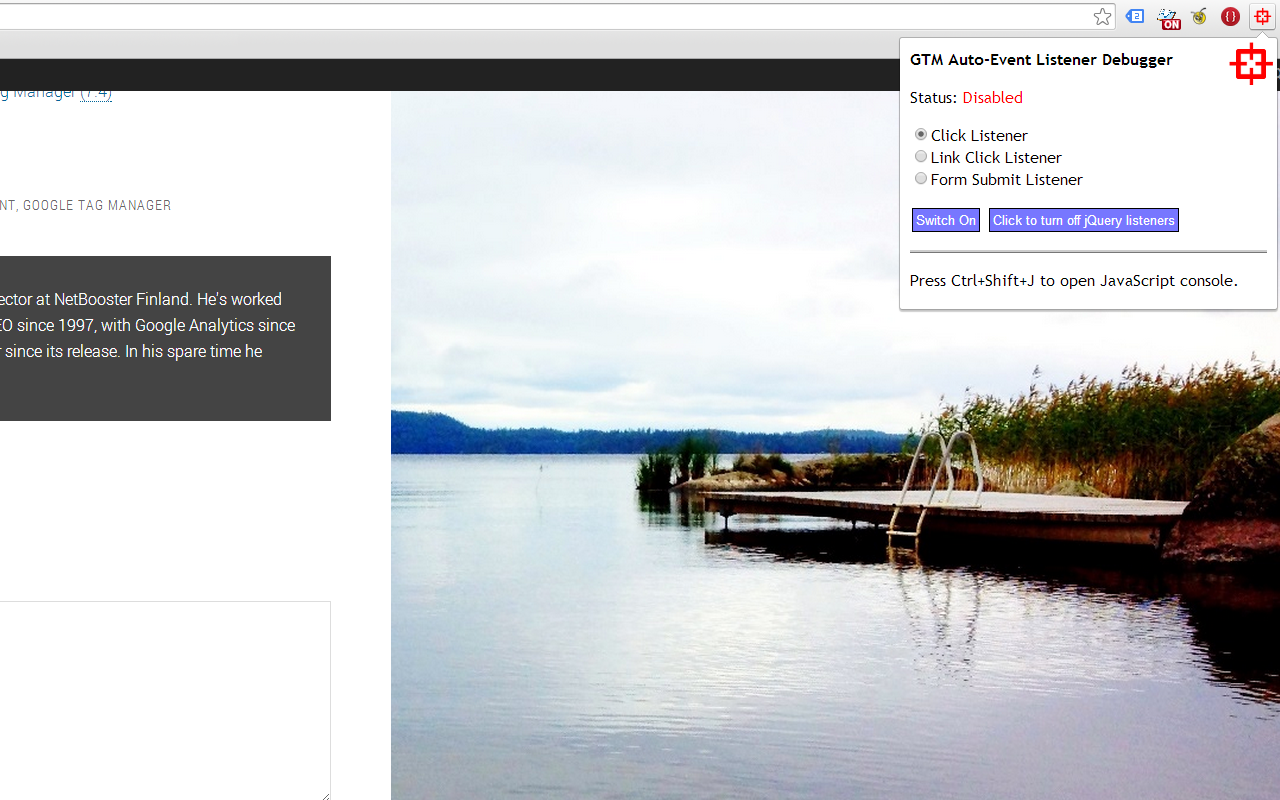 2
ON
{ }
g Manager (7.4)
NT, GOOGLE TAG MANAGER
ector at NetBooster Finland. He's worked
EO since 1997, with Google Analytics since
r since its release. In his spare time he
GTM Auto-Event Listener Debugger
Status: Disabled
Click Listener
Link Click Listener
Form Submit Listener
Switch On
Click to turn off jQuery listeners
Press Ctrl+Shift+J to open JavaScript console.